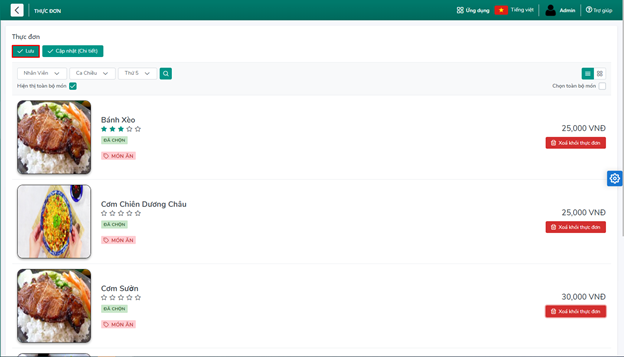 THỰC ĐƠN
Ứng dụng
Tiếng việt
Admin
Trợ giúp
Thực đơn
Lưu
Cập nhật (Chi tiết)
Nhân Viên
Ca Chiều
Thứ 5
Hiện thị toàn bộ món
Chọn toàn bộ món
Bánh Xèo
25,000 VNĐ
ĐÃ CHỌN
Xoá khỏi thực đơn
MÓN ĂN
Cơm Chiên Dương Châu
25,000 VNĐ
ĐÃ CHỌN
Xoá khỏi thực đơn
MÓN ĂN
Cơm Sườn
30,000 VNĐ
ĐÃ CHỌN
Xoá khỏi thực đơn
MÓN ĂN